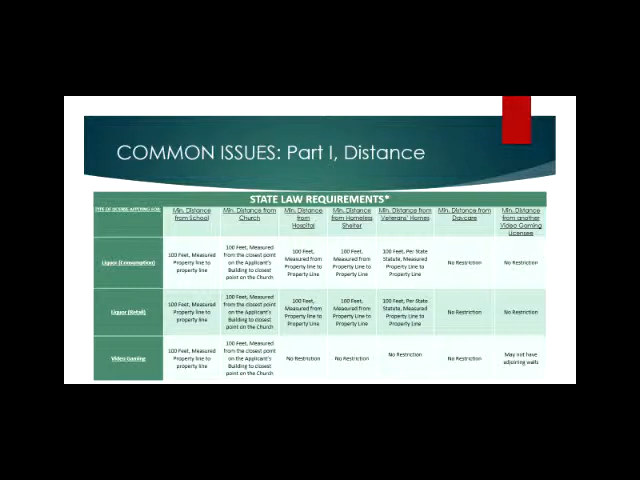 COMMON ISSUES: Part I, Distance
STATE LAW REQUIREMENTS*
TYPE OF LICENSE APPLYING FOR
Min. Distance
from School
Min. Distance from
Church
Min. Distance
from
Hospital
Min. Distance
from Homeless
Shelter
Min. Distance from
Veterans' Homes
Min. Distance from
Daycare
Min. Distance
from another
Video Gaming
Licensee
Liquor (Consumption)
100 Feet, Measured
Property line to
property line
100 Feet, Measured
from the closest point
on the Applicant's
Building to closest
point on the Church
100 Feet,
Measured from
Property Line to
Property Line
100 Feet,
Measured from
Property Line to
Property Line
100 Feet, Per State
Statute, Measured
Property Line to
Property Line
No Restriction
No Restriction
Liquor (Retail)
100 Feet, Measured
Property line to
property line
100 Feet, Measured
from the closest point
on the Applicant's
Building to closest
point on the Church
100 Feet,
Measured from
Property Line to
Property Line
100 Feet,
Measured from
Property Line to
Property Line
100 Feet, Per State
Statute, Measured
Property Line to
Property Line
No Restriction
No Restriction
Video Gaming
100 Feet, Measured
Property line to
property line
100 Feet, Measured
from the closest point
on the Applicant's
Building to closest
point on the Church
No Restriction
No Restriction
No Restriction
No Restriction
May not have
adjoining walls